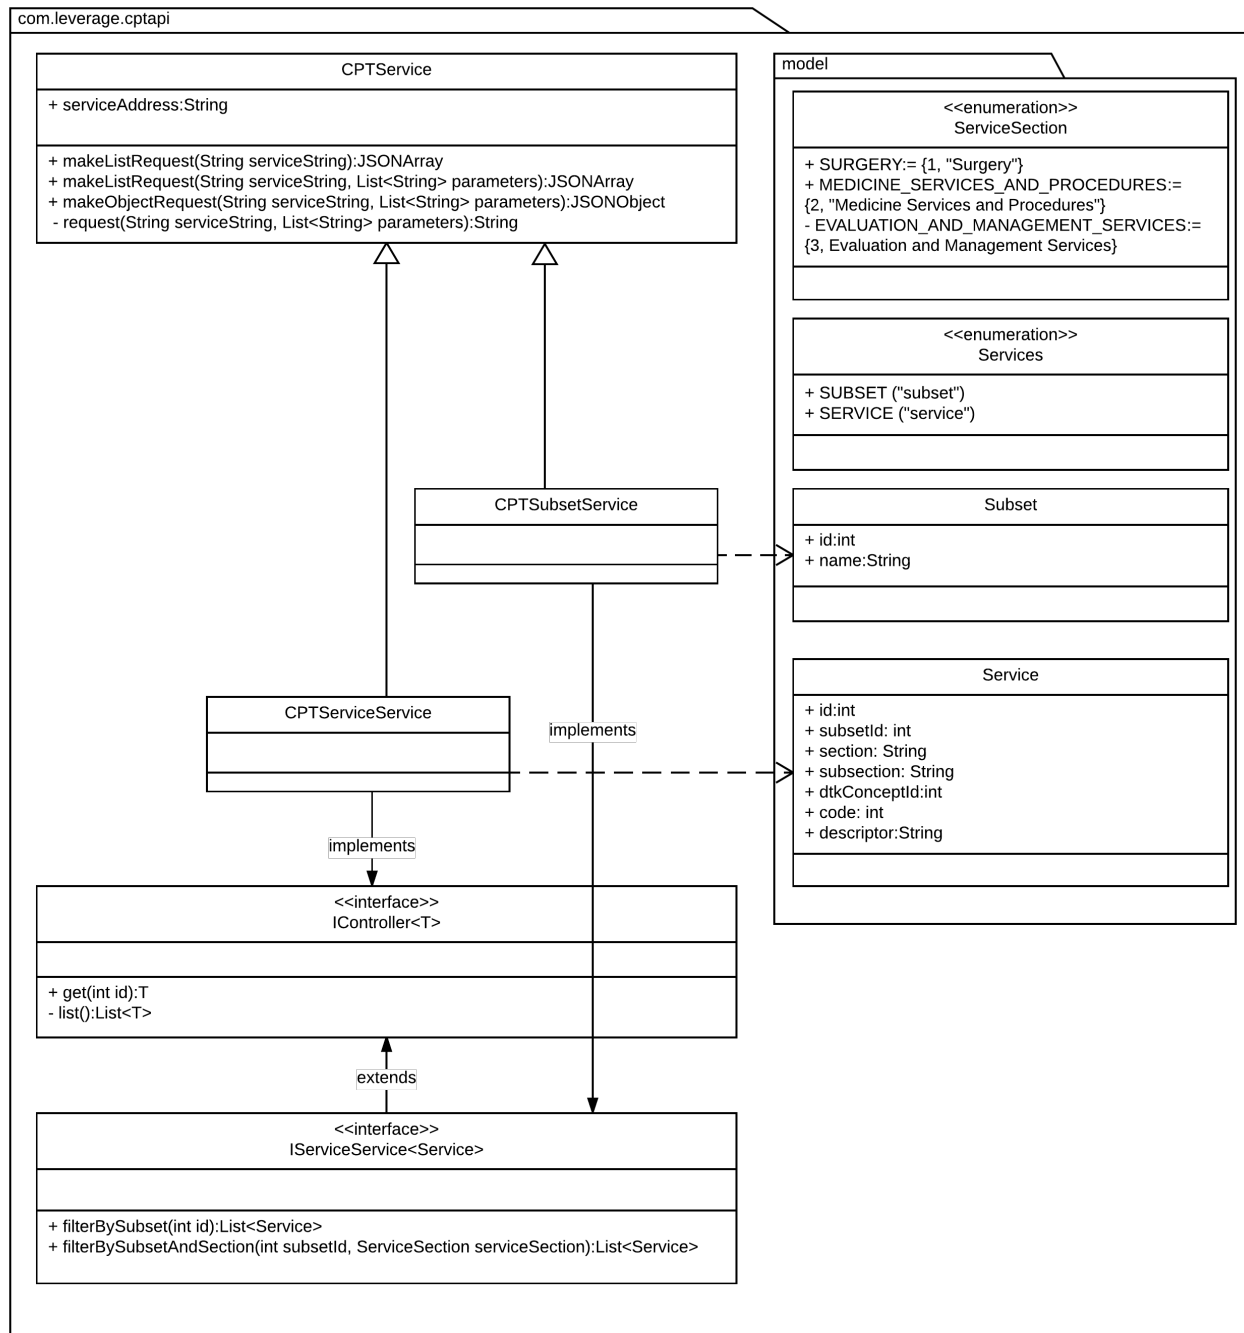 com.leverage.cptapi
CPTService
+ serviceAddress:String
+ makeListRequest(String serviceString):JSONArray
+ makeListRequest(String serviceString, List<String> parameters):JSONArray
+ makeObjectRequest(String serviceString, List<String> parameters):JSONObject
- request(String serviceString, List<String> parameters):String
model
<<enumeration>>
ServiceSection
+ SURGERY:= {1, "Surgery"}
+ MEDICINE_SERVICES_AND_PROCEDURES:=
{2, "Medicine Services and Procedures"}
- EVALUATION_AND_MANAGEMENT_SERVICES:=
{3, Evaluation and Management Services}
<<enumeration>>
Services
+ SUBSET ("subset")
+ SERVICE ("service")
CPTSubsetService
Subset
+ id:int
+ name:String
CPTServiceService
implements
Service
+ id:int
+ subsetId: int
+ section: String
+ subsection: String
+ dtkConceptId:int
+ code: int
+ descriptor:String
implements
<<interface>>
IController<T>
+ get(int id):T
- list():List<T>
extends
<<interface>>
IServiceService<Service>
+ filterBySubset(int id):List<Service>
+ filterBySubsetAndSection(int subsetId, ServiceSection serviceSection):List<Service>